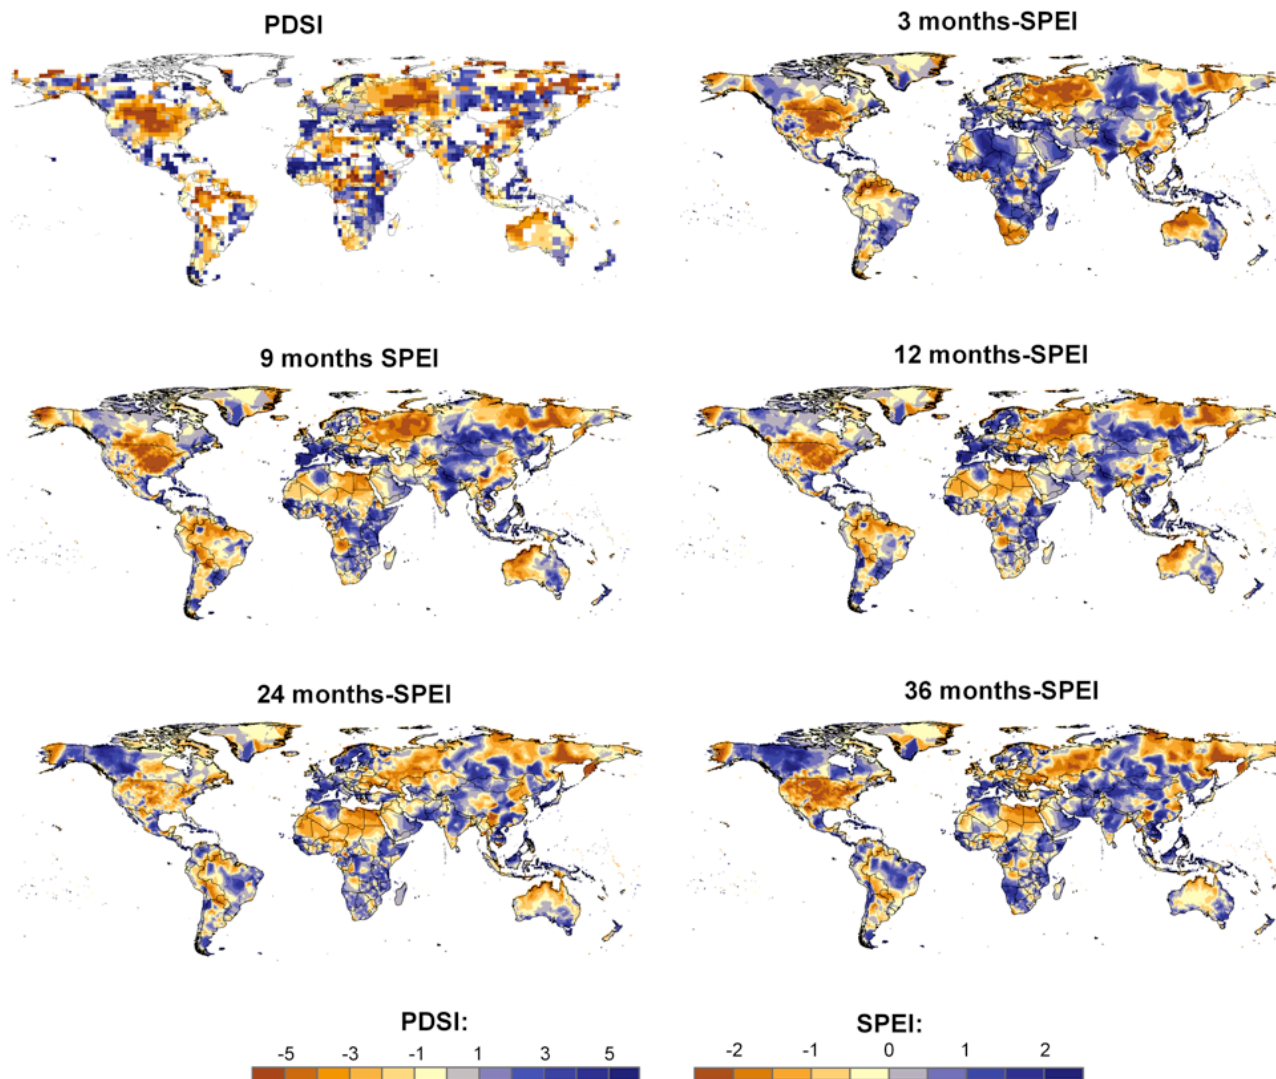 PDSI
3 months-SPEI
9 months SPEI
12 months-SPEI
24 months-SPEI
36 months-SPEI
PDSI:
-5 -3 -1 1 3 5
SPEI:
-2 -1 0 1 2